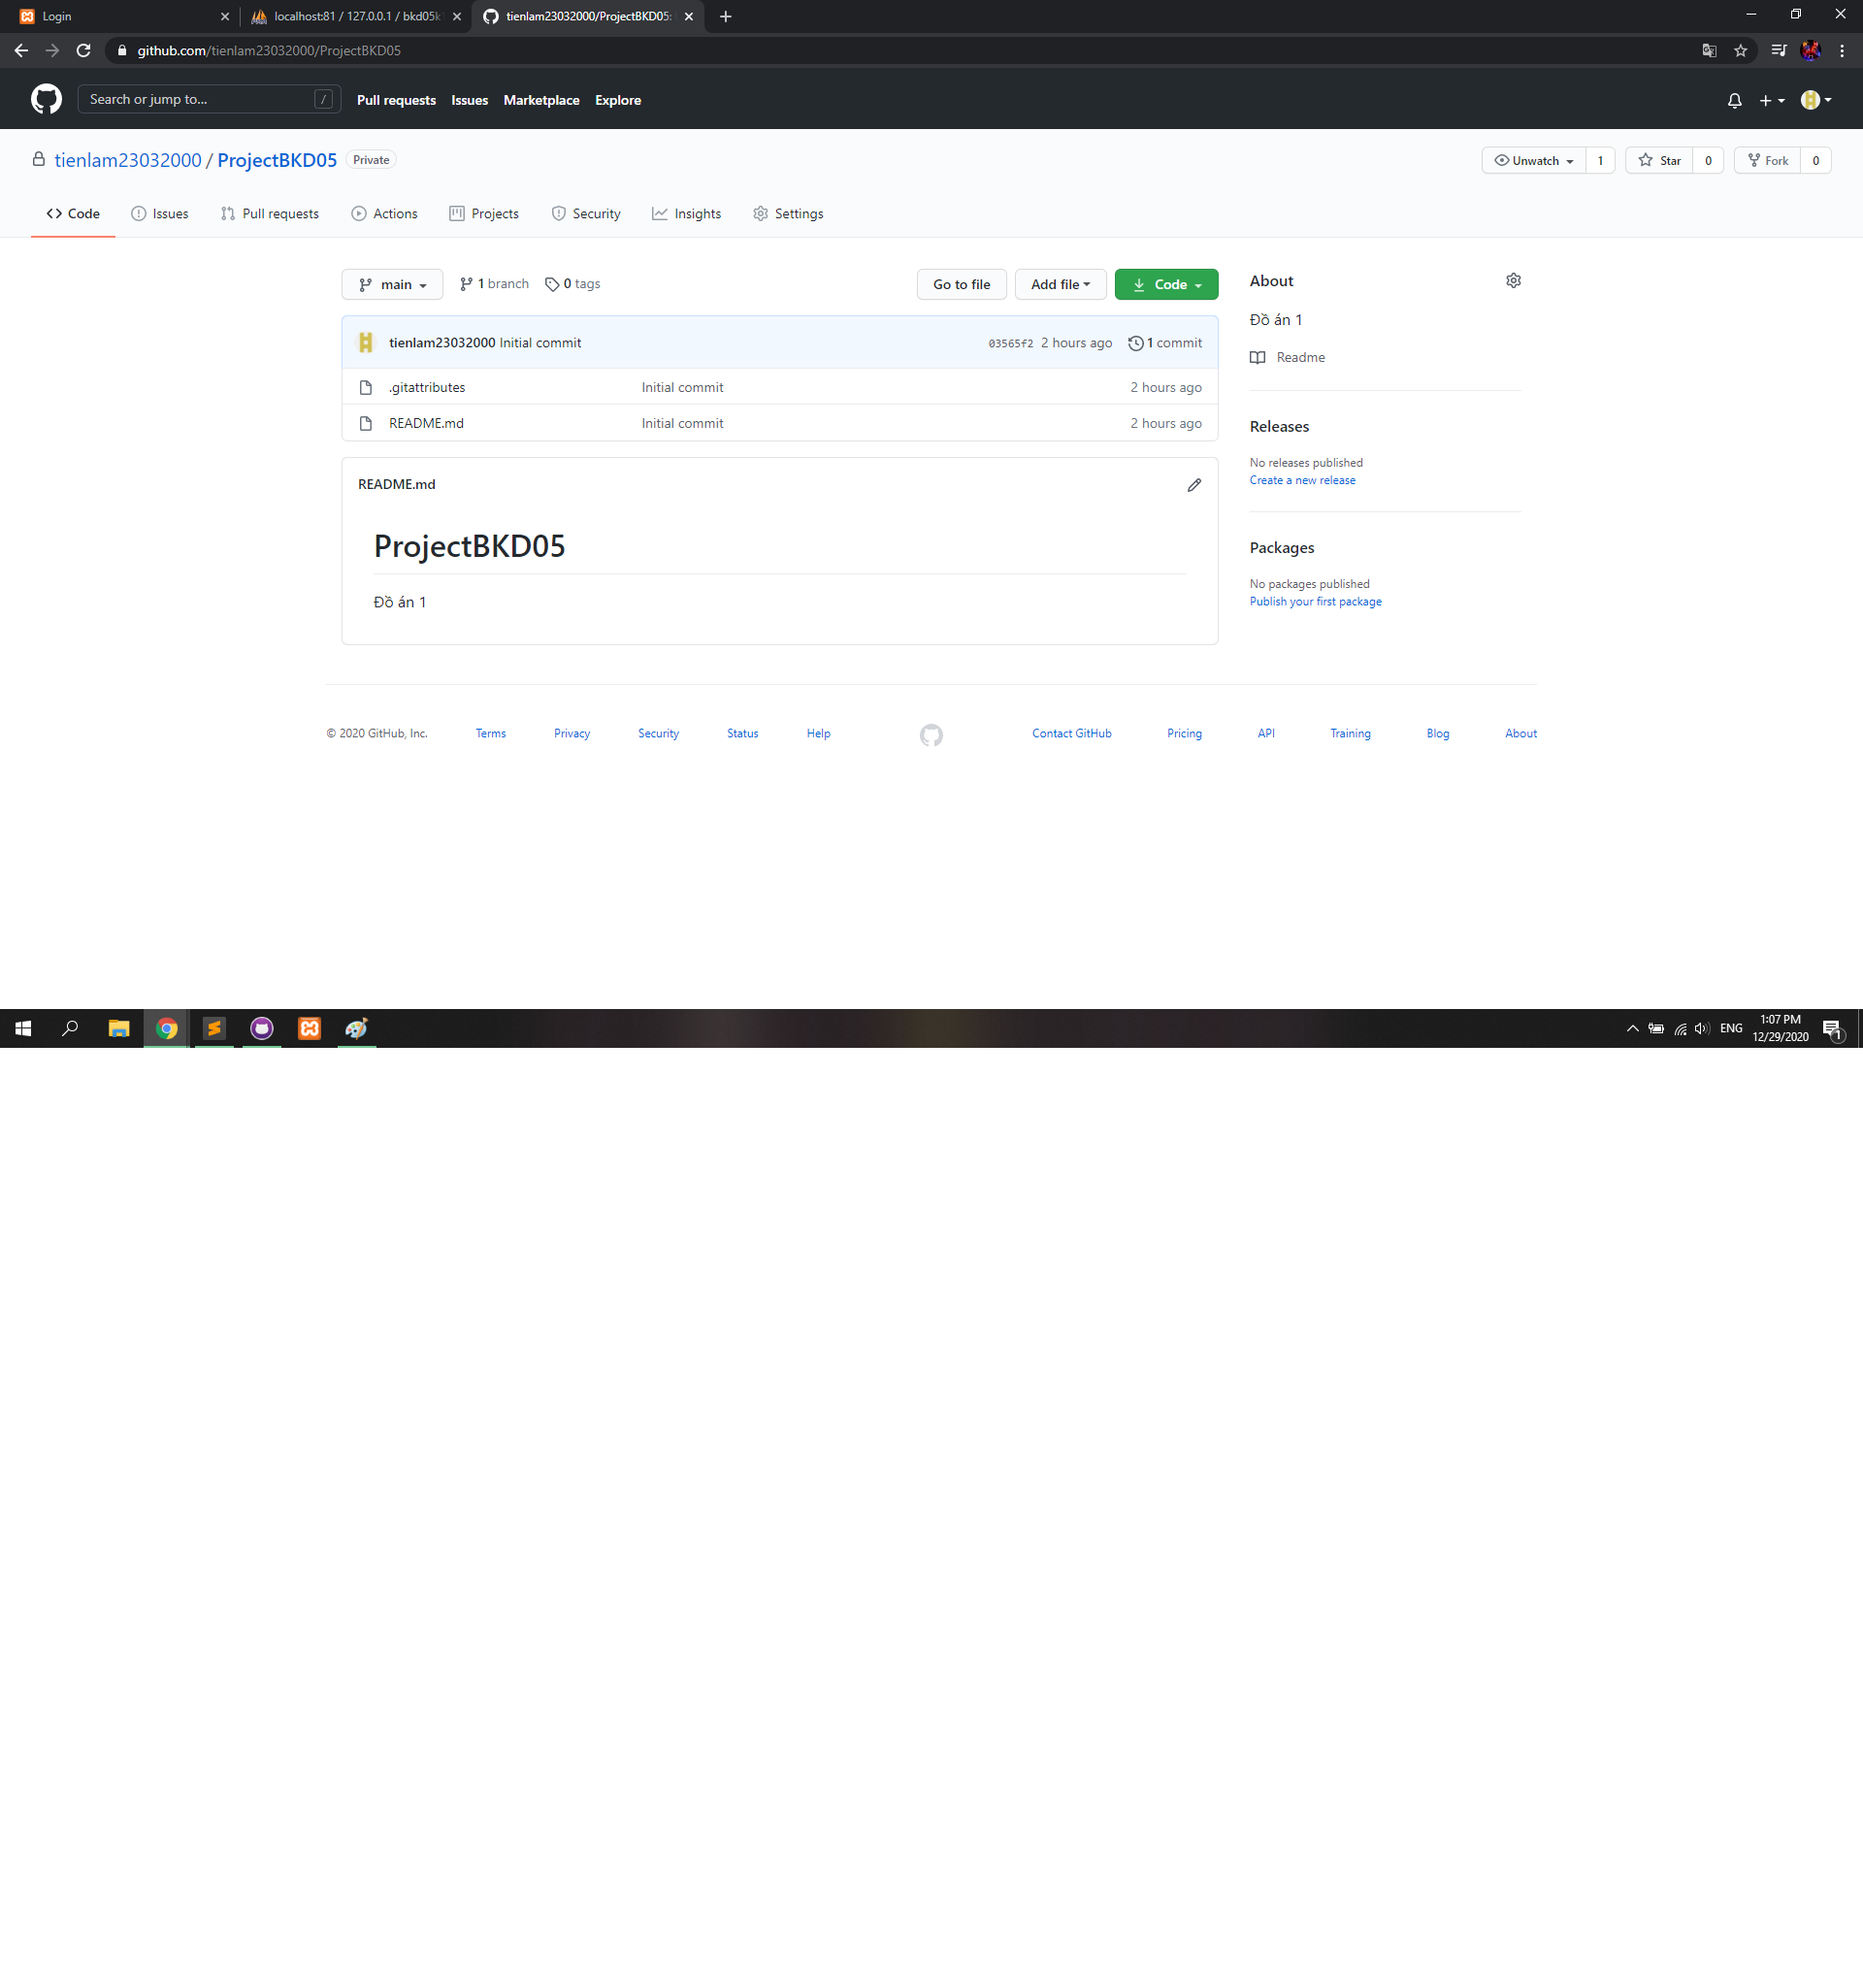 Login
localhost:81 / 127.0.0.1 / bkd05k
tienlam23032000/ProjectBKD05:
github.com/tienlam23032000/ProjectBKD05
Search or jump to... /
Pull requests Issues Marketplace Explore
tienlam23032000 / ProjectBKD05 Private
Unwatch 1 Star 0 Fork 0
Code Issues Pull requests Actions Projects Security Insights Settings
main 1 branch 0 tags Go to file Add file Code
tienlam23032000 Initial commit 03565f2 2 hours ago 1 commit
.gitattributes Initial commit 2 hours ago
README.md Initial commit 2 hours ago
README.md
ProjectBKD05
Đồ án 1
About
Đồ án 1
Readme
Releases
No releases published
Create a new release
Packages
No packages published
Publish your first package
© 2020 GitHub, Inc. Terms Privacy Security Status Help Contact GitHub Pricing API Training Blog About
ENG
1:07 PM
12/29/2020
1